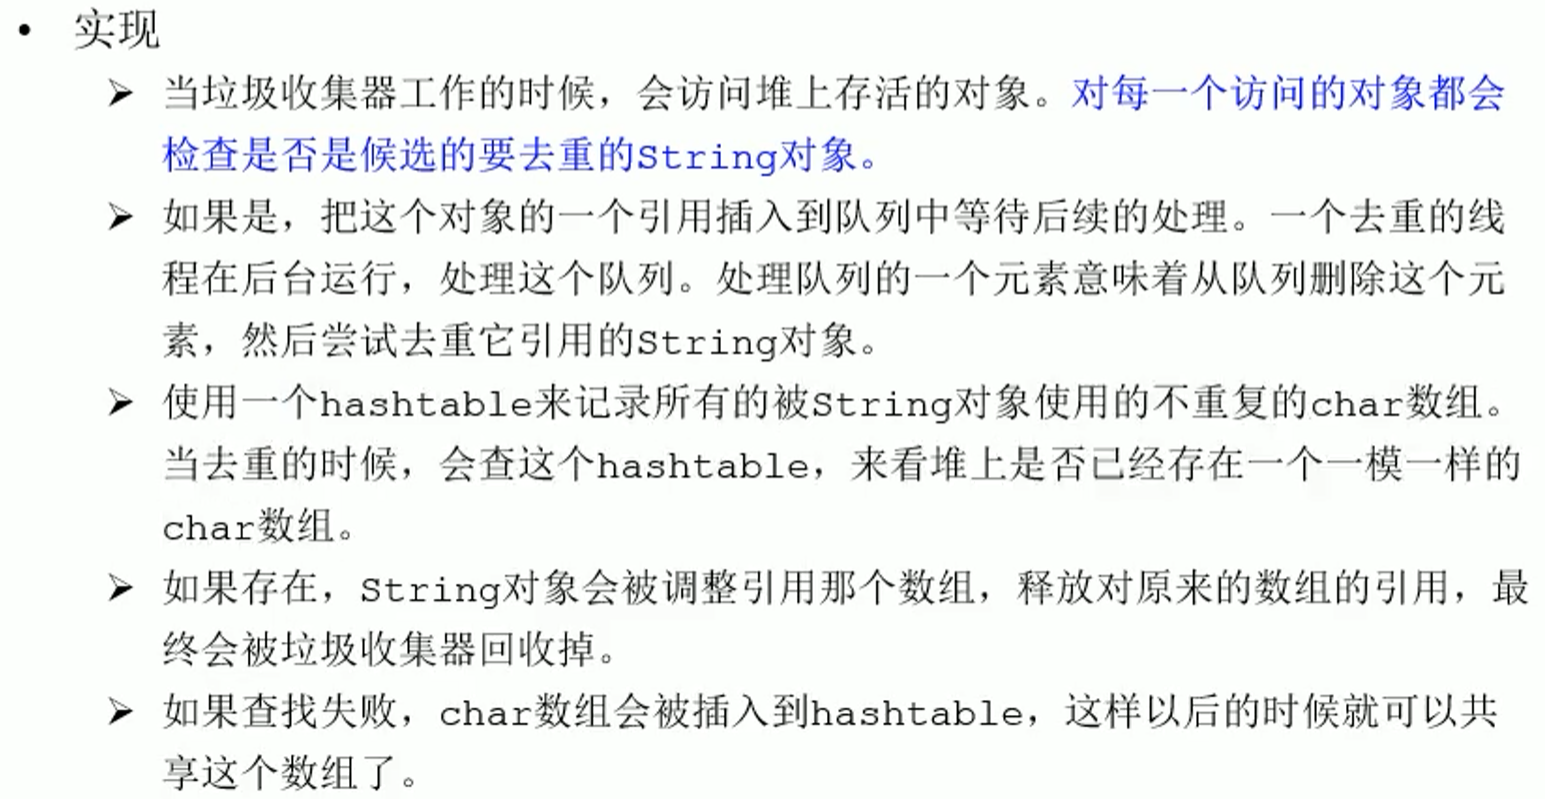 • 实现
➢ 当垃圾收集器工作的时候，会访问堆上存活的对象。对每一个访问的对象都会
检查是否是候选的要去重的String对象。
➢ 如果是，把这个对象的一个引用插入到队列中等待后续的处理。一个去重的线
程在后台运行，处理这个队列。处理队列的一个元素意味着从队列删除这个元
素，然后尝试去重它引用的String对象。
➢ 使用一个hashtable来记录所有的被String对象使用的不重复的char数组。
当去重的时候，会查这个hashtable，来看堆上是否已经存在一个一模一样的
char数组。
➢ 如果存在，String对象会被调整引用那个数组，释放对原来的数组的引用，最
终会被垃圾收集器回收掉。
➢ 如果查找失败，char数组会被插入到hashtable，这样以后的时候就可以共
享这个数组了。